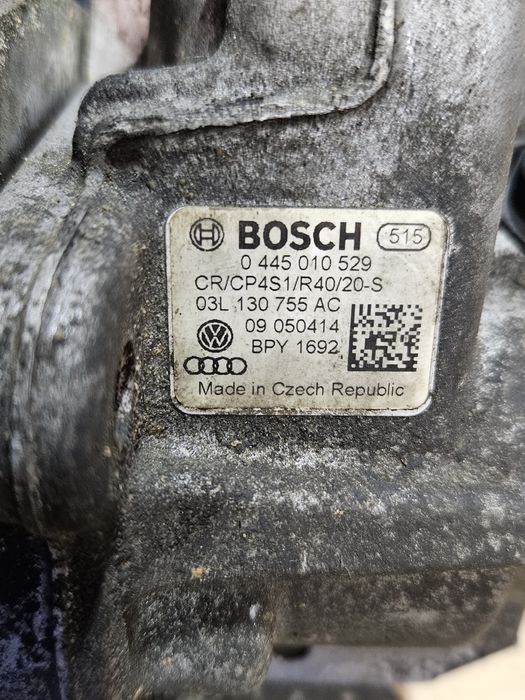 BOSCH 515
0 445 010 529
CR/CP4S1/R40/20-S
03L 130 755 AC
09 050414
BPY 1692
Made in Czech Republic